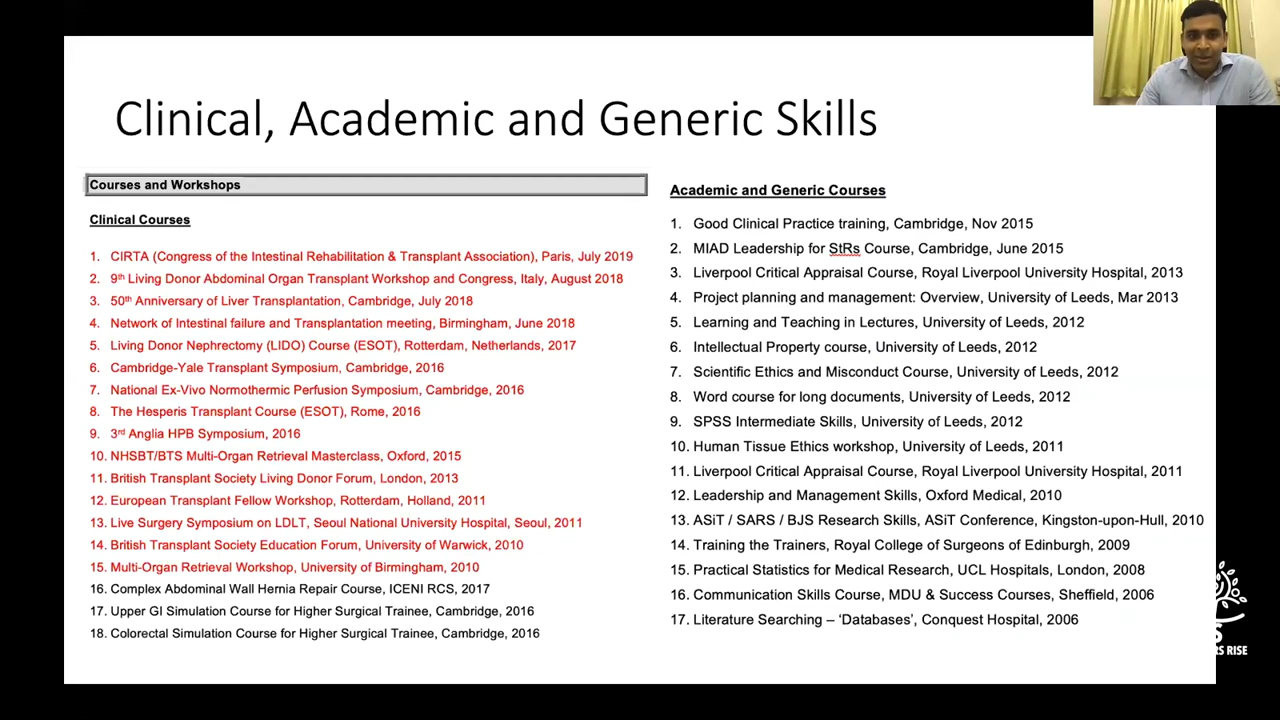 Clinical, Academic and Generic Skills
Courses and Workshops
Clinical Courses
1. CIRTA (Congress of the Intestinal Rehabilitation & Transplant Association), Paris, July 2019
2. 9th Living Donor Abdominal Organ Transplant Workshop and Congress, Italy, August 2018
3. 50th Anniversary of Liver Transplantation, Cambridge, July 2018
4. Network of Intestinal failure and Transplantation meeting, Birmingham, June 2018
5. Living Donor Nephrectomy (LIDO) Course (ESOT), Rotterdam, Netherlands, 2017
6. Cambridge-Yale Transplant Symposium, Cambridge, 2016
7. National Ex-Vivo Normothermic Perfusion Symposium, Cambridge, 2016
8. The Hesperis Transplant Course (ESOT), Rome, 2016
9. 3rd Anglia HPB Symposium, 2016
10. NHSBT/BTS Multi-Organ Retrieval Masterclass, Oxford, 2015
11. British Transplant Society Living Donor Forum, London, 2013
12. European Transplant Fellow Workshop, Rotterdam, Holland, 2011
13. Live Surgery Symposium on LDLT, Seoul National University Hospital, Seoul, 2011
14. British Transplant Society Education Forum, University of Warwick, 2010
15. Multi-Organ Retrieval Workshop, University of Birmingham, 2010
16. Complex Abdominal Wall Hernia Repair Course, ICENI RCS, 2017
17. Upper GI Simulation Course for Higher Surgical Trainee, Cambridge, 2016
18. Colorectal Simulation Course for Higher Surgical Trainee, Cambridge, 2016
Academic and Generic Courses
1. Good Clinical Practice training, Cambridge, Nov 2015
2. MIAD Leadership for StRs Course, Cambridge, June 2015
3. Liverpool Critical Appraisal Course, Royal Liverpool University Hospital, 2013
4. Project planning and management: Overview, University of Leeds, Mar 2013
5. Learning and Teaching in Lectures, University of Leeds, 2012
6. Intellectual Property course, University of Leeds, 2012
7. Scientific Ethics and Misconduct Course, University of Leeds, 2012
8. Word course for long documents, University of Leeds, 2012
9. SPSS Intermediate Skills, University of Leeds, 2012
10. Human Tissue Ethics workshop, University of Leeds, 2011
11. Liverpool Critical Appraisal Course, Royal Liverpool University Hospital, 2011
12. Leadership and Management Skills, Oxford Medical, 2010
13. ASiT / SARS / BJS Research Skills, ASiT Conference, Kingston-upon-Hull, 2010
14. Training the Trainers, Royal College of Surgeons of Edinburgh, 2009
15. Practical Statistics for Medical Research, UCL Hospitals, London, 2008
16. Communication Skills Course, MDU & Success Courses, Sheffield, 2006
17. Literature Searching – ‘Databases’, Conquest Hospital, 2006
RISE